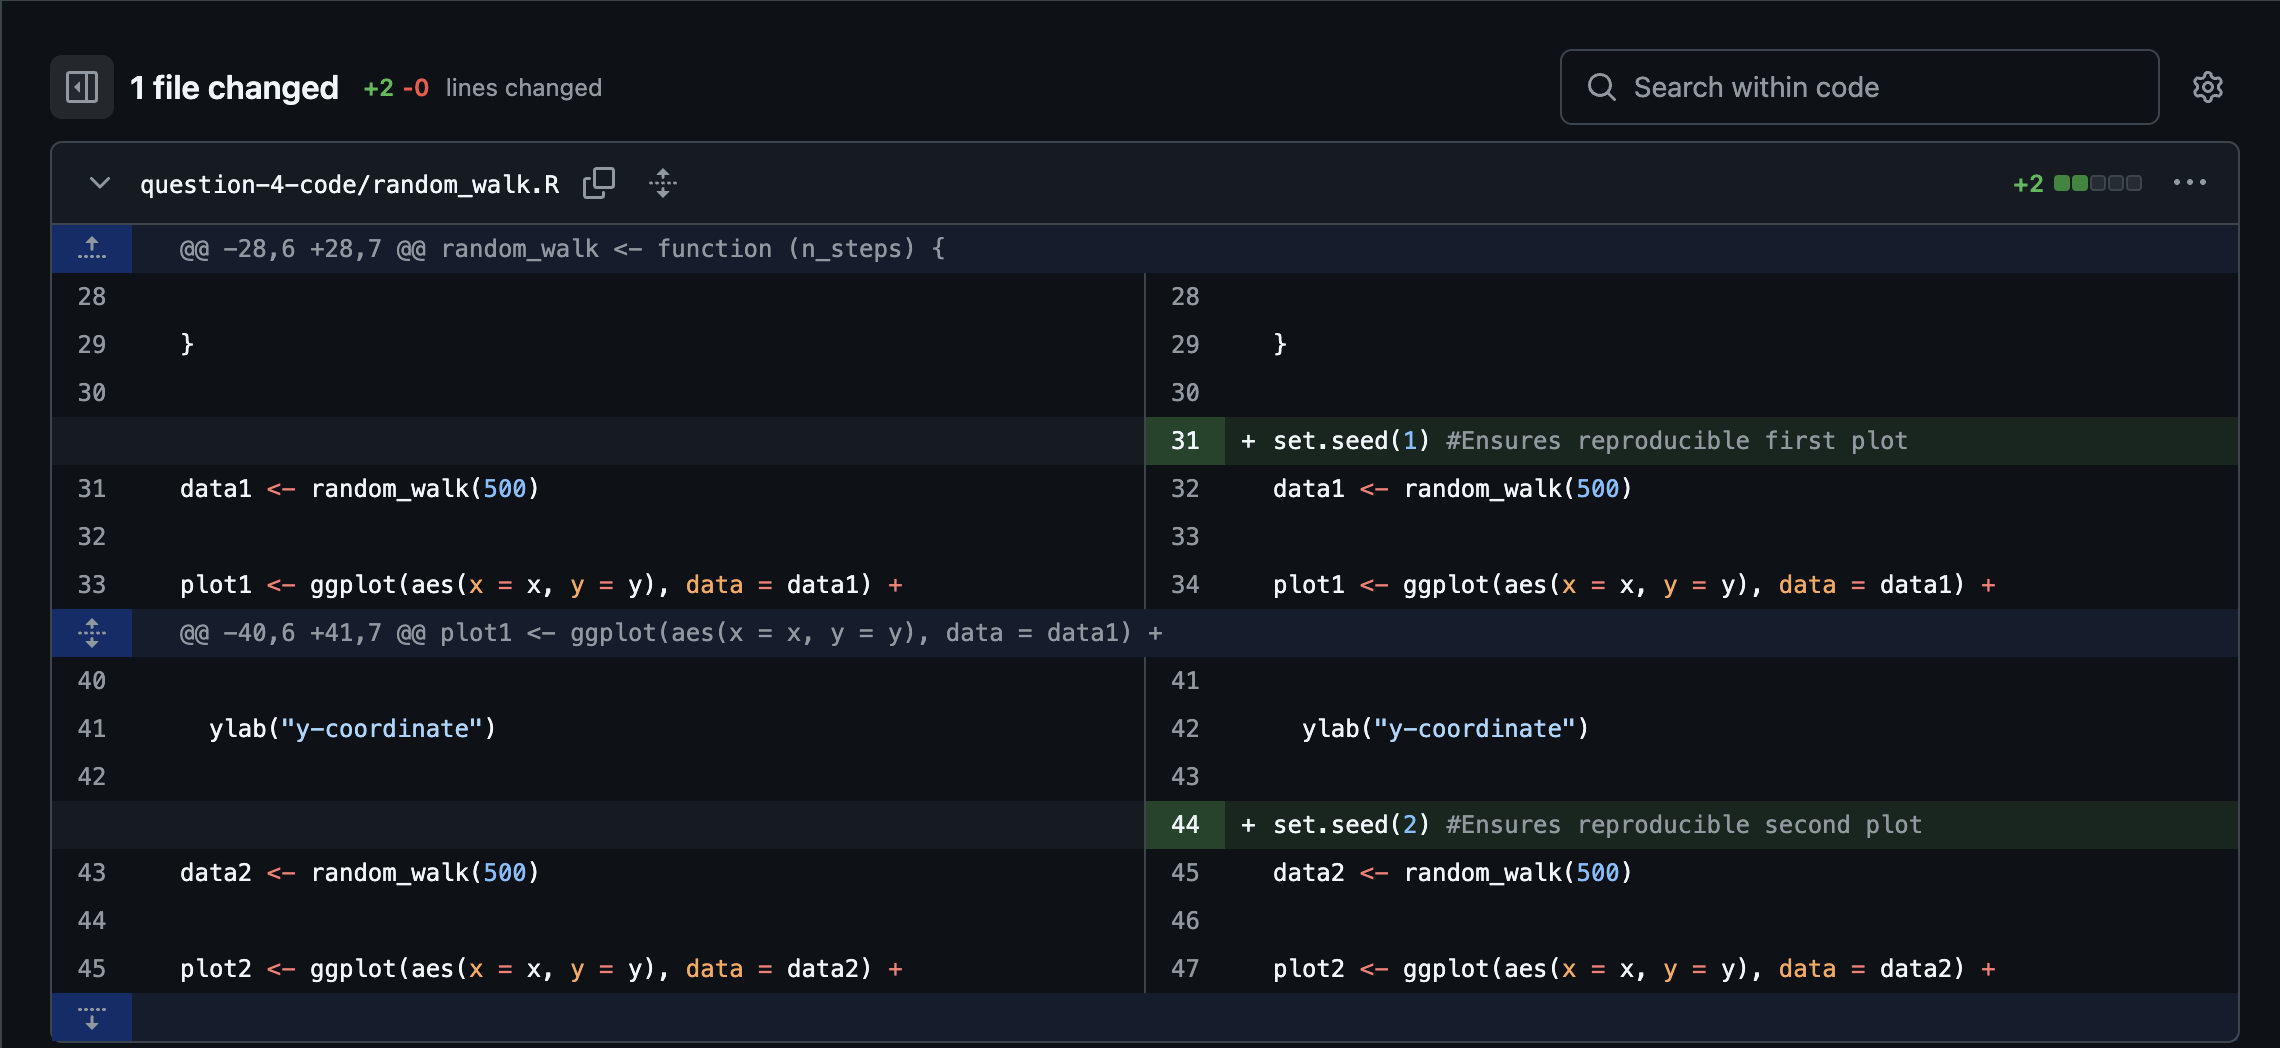 1 file changed +2 -0 lines changed
Search within code
question-4-code/random_walk.R
+2
@@ -28,6 +28,7 @@ random_walk <- function (n_steps) {
28 28
29 } 29 }
30 30
31 + set.seed(1) #Ensures reproducible first plot
31 data1 <- random_walk(500) 32 data1 <- random_walk(500)
32 33
33 plot1 <- ggplot(aes(x = x, y = y), data = data1) + 34 plot1 <- ggplot(aes(x = x, y = y), data = data1) +
@@ -40,6 +41,7 @@ plot1 <- ggplot(aes(x = x, y = y), data = data1) +
40 41
41 ylab("y-coordinate") 42 ylab("y-coordinate")
42 43
44 + set.seed(2) #Ensures reproducible second plot
43 data2 <- random_walk(500) 45 data2 <- random_walk(500)
44 46
45 plot2 <- ggplot(aes(x = x, y = y), data = data2) + 47 plot2 <- ggplot(aes(x = x, y = y), data = data2) +